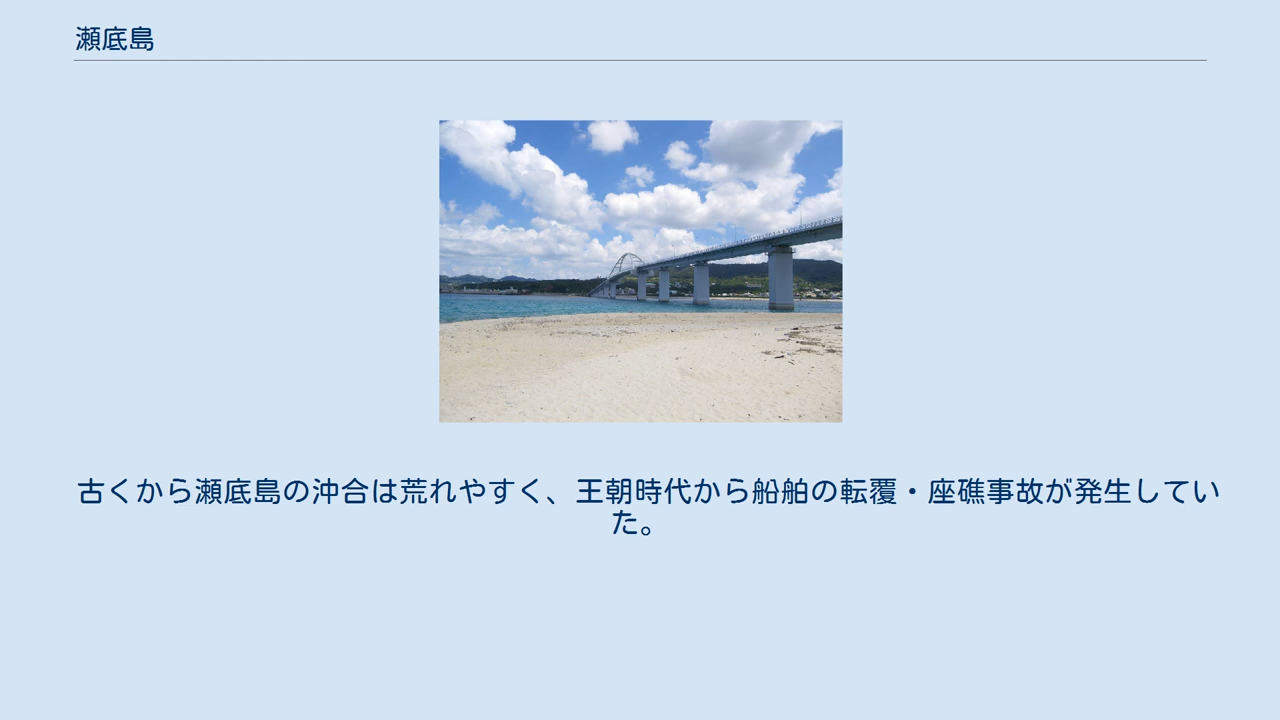 瀬底島
古くから瀬底島の沖合は荒れやすく、王朝時代から船舶の転覆・座礁事故が発生してい
た。